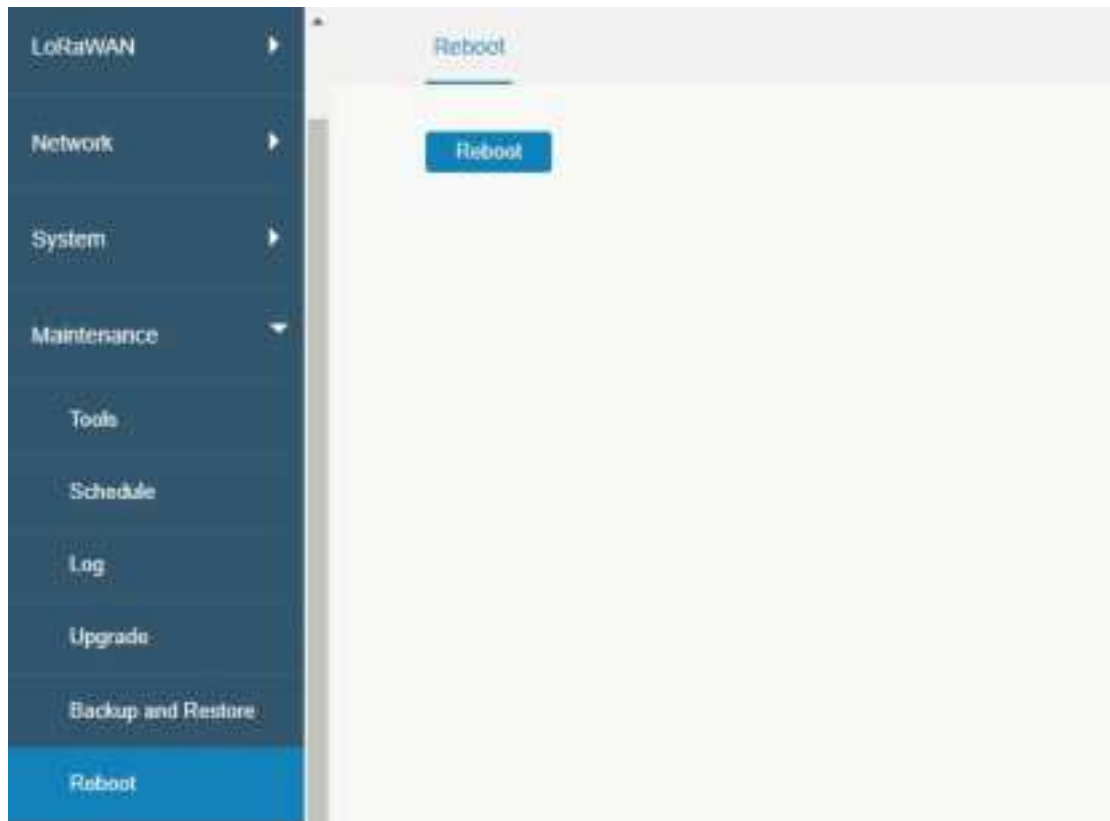 LoRaWAN
Network
System
Maintenance
Tools
Schedule
Log
Upgrade
Backup and Restore
Reboot
Reboot
Reboot